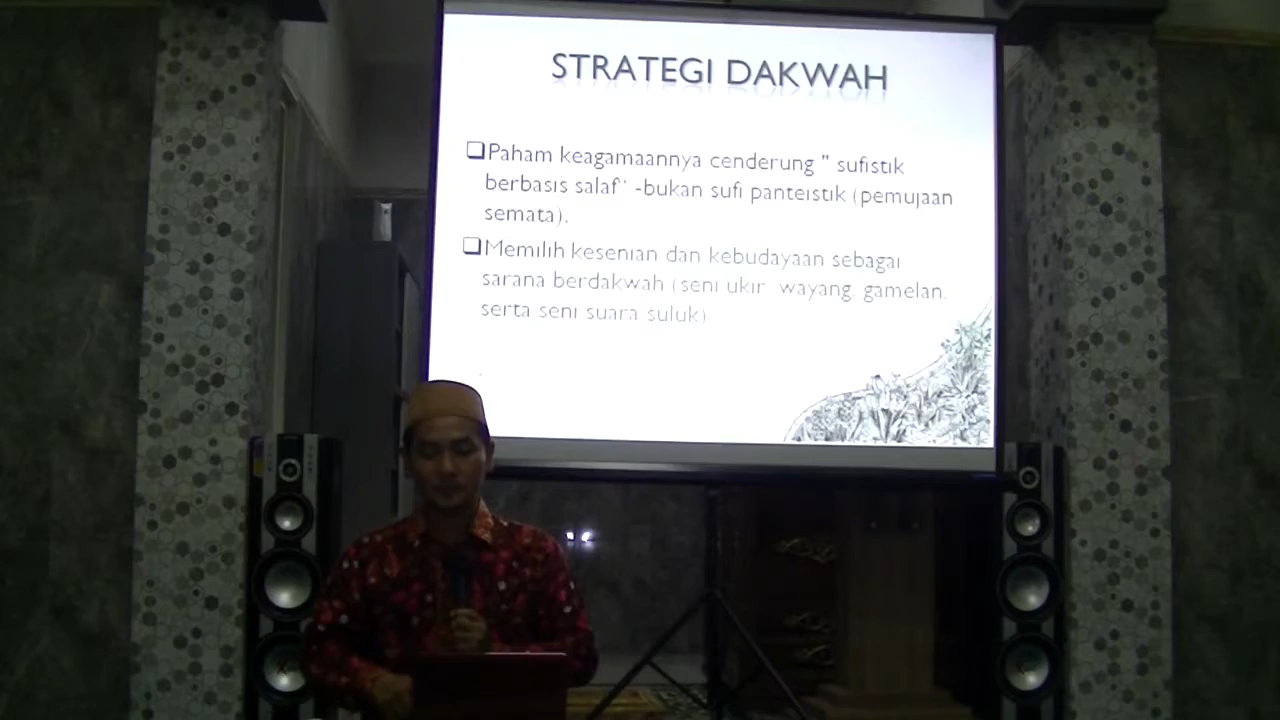 STRATEGI DAKWAH
Paham keagamaannya cenderung " sufistik
berbasis salaf" -bukan sufi panteistik (pemujaan
semata).
Memilih kesenian dan kebudayaan sebagai
sarana berdakwah (seni ukir wayang, gamelan,
serta seni suara suluk)